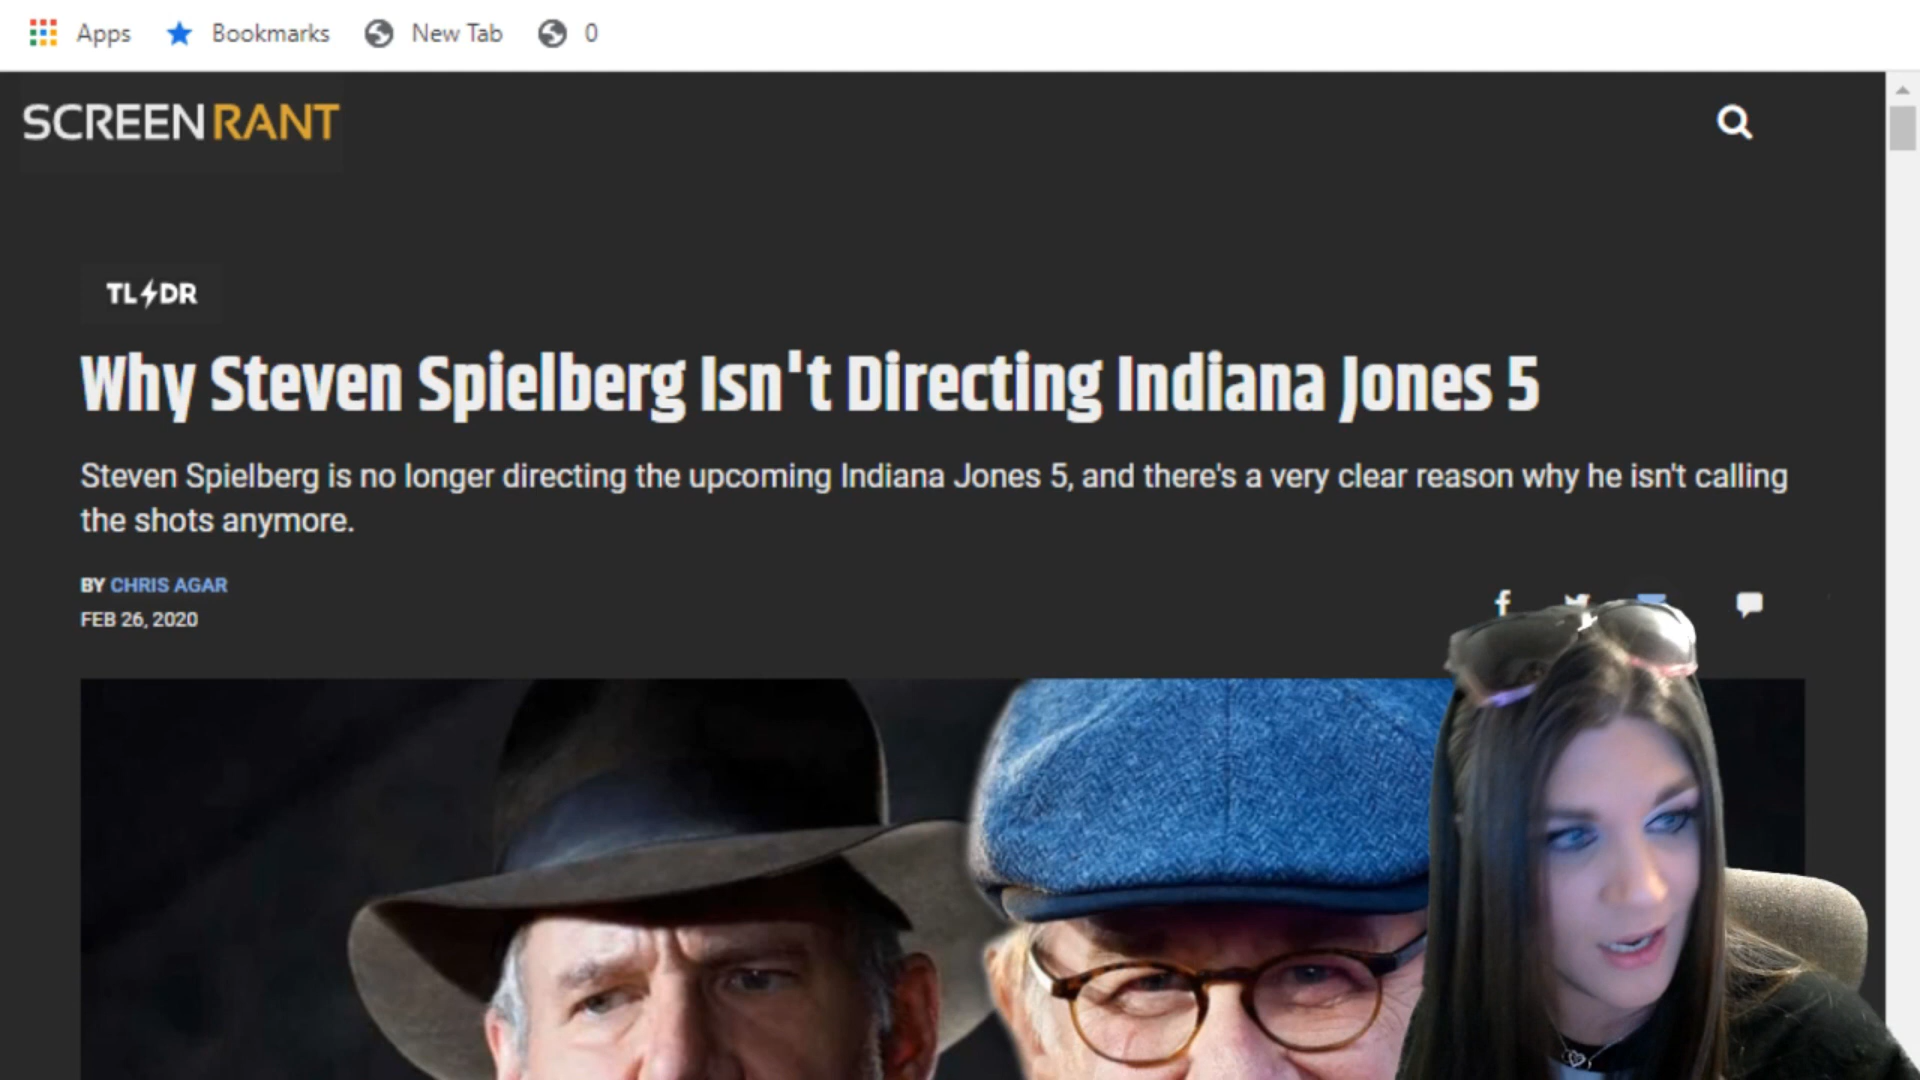 Apps Bookmarks New Tab 0
SCREENRANT
TL DR
Why Steven Spielberg Isn't Directing Indiana Jones 5
Steven Spielberg is no longer directing the upcoming Indiana Jones 5, and there's a very clear reason why he isn't calling
the shots anymore.
BY CHRIS AGAR
FEB 26, 2020